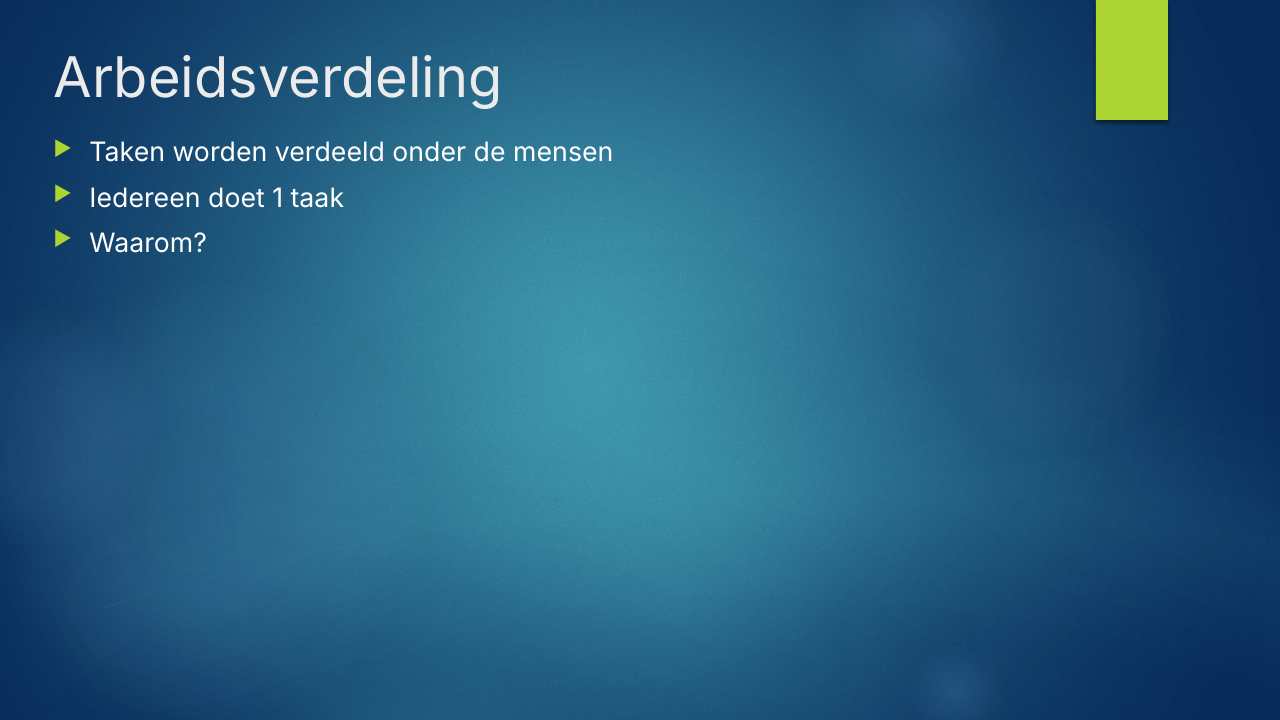 Arbeidsverdeling
Taken worden verdeeld onder de mensen
Iedereen doet 1 taak
Waarom?